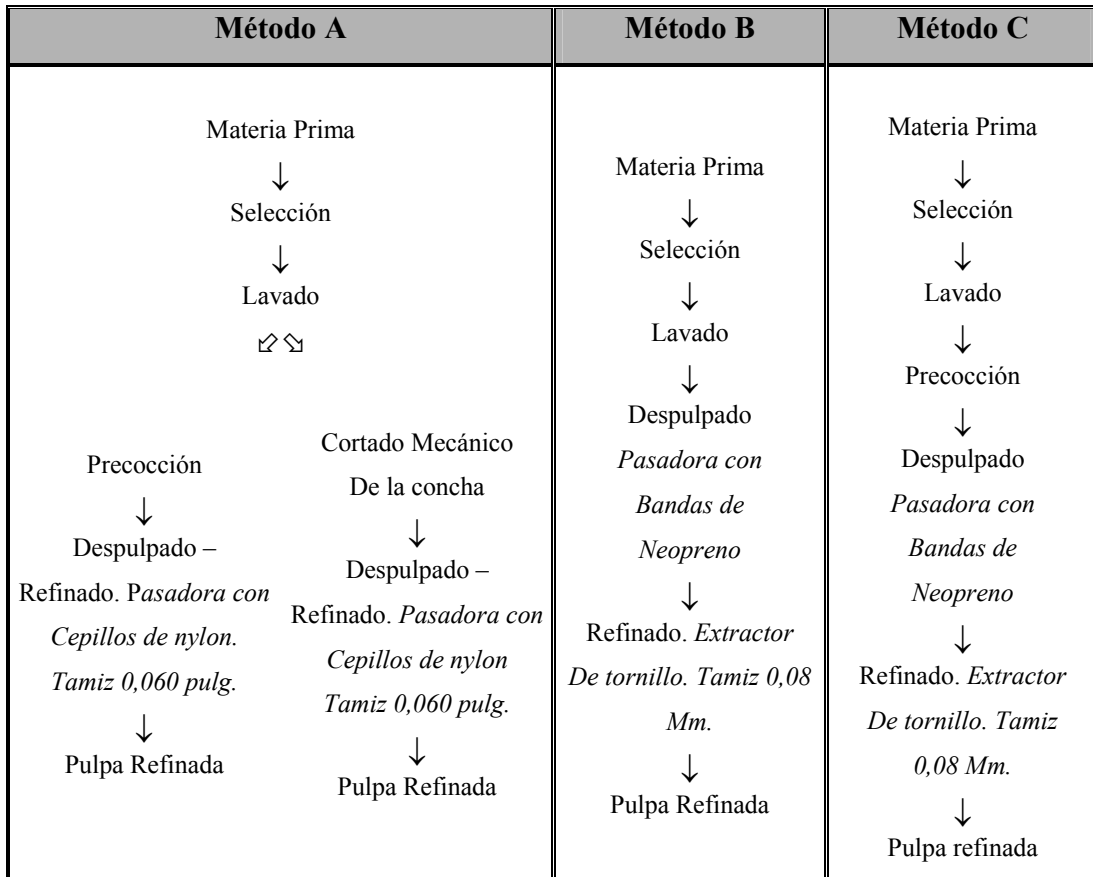 Método A
Materia Prima
↓
Selección
↓
Lavado
⬃⬂
Precocción
↓
Despulpado –
Refinado. Pasadora con
Cepillos de nylon.
Tamiz 0,060 pulg.
↓
Pulpa Refinada
Cortado Mecánico
De la concha
↓
Despulpado –
Refinado. Pasadora con
Cepillos de nylon
Tamiz 0,060 pulg.
↓
Pulpa Refinada
Método B
Materia Prima
↓
Selección
↓
Lavado
↓
Despulpado
Pasadora con
Bandas de
Neopreno
↓
Refinado. Extractor
De tornillo. Tamiz 0,08
Mm.
↓
Pulpa Refinada
Método C
Materia Prima
↓
Selección
↓
Lavado
↓
Precocción
↓
Despulpado
Pasadora con
Bandas de
Neopreno
↓
Refinado. Extractor
De tornillo. Tamiz
0,08 Mm.
↓
Pulpa refinada